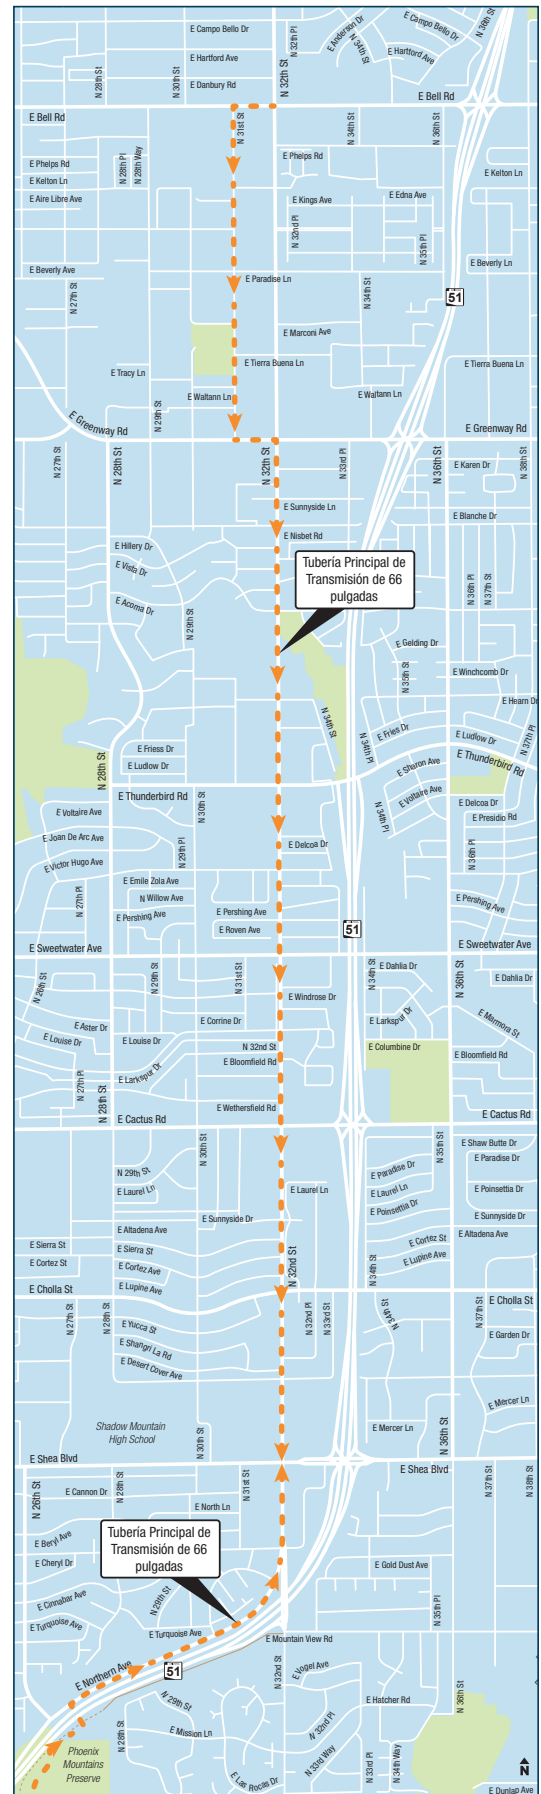 E Campo Bello Dr
N 32th Pl
E Anderson Dr
N 34th St
E Campo Bello Dr
N 36th St
E Hartford Ave
E Hartford Ave
N 28th St
N 30th St
E Danbury Rd
N 32th St
E Bell Rd
E Bell Rd
N 31st St
N 34th St
N 36th St
E Phelps Rd
N 28th Pl
N 28th Way
E Phelps Rd
E Kelton Ln
E Kelton Ln
E Aire Libre Ave
E Kings Ave
E Edna Ave
N 32nd Pl
N 35th Pl
E Beverly Ave
E Beverly Ln
N 27th St
E Paradise Ln
N 34th St
51
E Marconi Ave
E Tracy Ln
E Tierra Buena Ln
E Tierra Buena Ln
E Waltann Ln
E Waltann Ln
E Greenway Rd
N 29th St
E Greenway Rd
N 27th St
N 28th St
N 32th St
N 33rd Pl
N 36th St
E Karen Dr
N 38th St
E Sunnyside Ln
E Blanche Dr
E Nisbet Rd
E Hillery Dr
E Vista Dr
Tubería Principal de
Transmisión de 66
pulgadas
N 36th Pl
N 37th St
E Acoma Dr
N 29th St
E Gelding Dr
N 35th St
E Winchcomb Dr
E Hearn Dr
N 34th St
E Fries Dr
E Ludlow Dr
N 37th Pl
N 28th St
E Friess Dr
E Ludlow Dr
N 34th Pl
E Sharon Ave
E Thunderbird Rd
E Thunderbird Rd
N 30th St
E Voltaire Ave
E Voltaire Ave
N 34th Pl
E Delcoa Dr
E Presidio Rd
E Joan De Arc Ave
N 29th Pl
E Delcoa Dr
N 36th Pl
E Victor Hugo Ave
E Emile Zola Ave
N 27th Pl
N Willow Ave
E Pershing Ave
E Pershing Ave
E Pershing Ave
E Roven Ave
51
E Sweetwater Ave
E Sweetwater Ave
N 26th St
N 29th St
N 31st St
N 34th St
E Dahlia Dr
N 36th St
E Dahlia Dr
E Windrose Dr
E Aster Dr
E Corrine Dr
E Larkspur Dr
E Marmora St
E Louise Dr
E Louise Dr
N 32nd St
E Columbine Dr
E Bloomfield Rd
E Bloomfield Rd
N 27th Pl
E Larkspur Dr
N 28th St
E Wethersfield Rd
E Cactus Rd
E Cactus Rd
N 30th St
N 35th St
E Shaw Butte Dr
E Paradise Dr
N 29th St
E Paradise Dr
E Laurel Ln
E Laurel Ln
E Laurel Ln
E Poinsettia Dr
E Poinsettia Dr
E Sunnyside Dr
E Sunnyside Dr
E Altadena Ave
E Altadena Ave
E Sierra St
E Sierra St
N 32nd St
E Cortez St
E Cortez St
E Cortez Ave
N 34th St
E Lupine Ave
E Cholla St
E Lupine Ave
E Cholla St
N 27th St
N 28th St
E Yucca St
N 32nd Pl
N 33rd St
N 34th St
N 37th St
E Garden Dr
E Shangri La Rd
E Desert Cover Ave
E Mercer Ln
Shadow Mountain
High School
N 30th St
E Mercer Ln
N 36th St
E Shea Blvd
E Shea Blvd
N 26th St
E Cannon Dr
N 28th St
N 31st St
N 37th St
N 38th St
E North Ln
Tubería Principal de
Transmisión de 66
pulgadas
E Beryl Ave
E Cheryl Dr
E Gold Dust Ave
E Cinnabar Ave
N 29th St
N 35th Pl
E Turquoise Ave
E Turquoise Ave
E Mountain View Rd
E Northern Ave
51
N 32nd St
E Vogel Ave
N 29th St
E Hatcher Rd
N 36th St
N 28th St
E Mission Ln
N 32nd Pl
Phoenix
Mountains
Preserve
E Las Rocas Dr
N 33rd Way
N 33rd Pl
N 34th Way
N
E Dunlap Ave